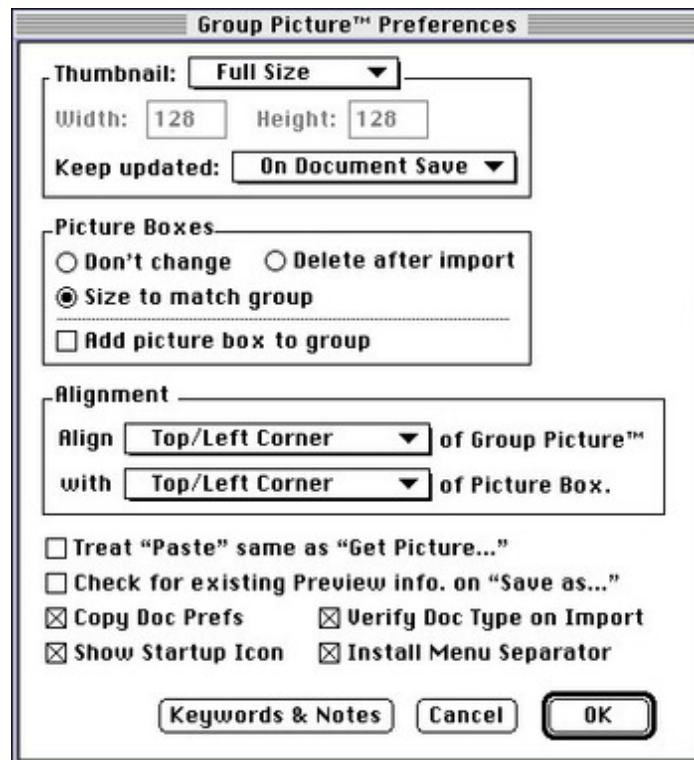 Group Picture™ Preferences
Thumbnail: Full Size
Width: 128 Height: 128
Keep updated: On Document Save
Picture Boxes
Don't change Delete after import
Size to match group
Add picture box to group
Alignment
Align Top/Left Corner of Group Picture™
with Top/Left Corner of Picture Box.
Treat “Paste” same as “Get Picture...”
Check for existing Preview info. on “Save as...”
Copy Doc Prefs Verify Doc Type on Import
Show Startup Icon Install Menu Separator
Keywords & Notes Cancel OK